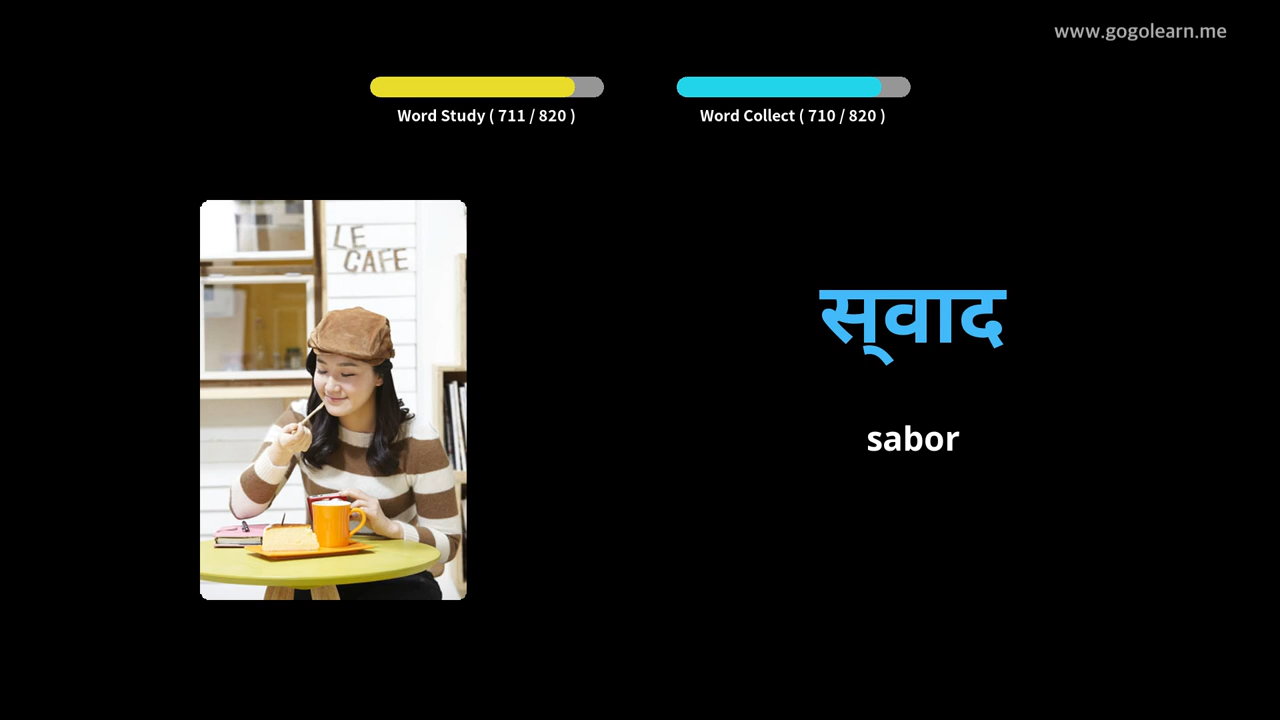 www.gogolearn.me
Word Study ( 711 / 820 )
Word Collect ( 710 / 820 )
LE
CAFE
स्‌वाद
sabor